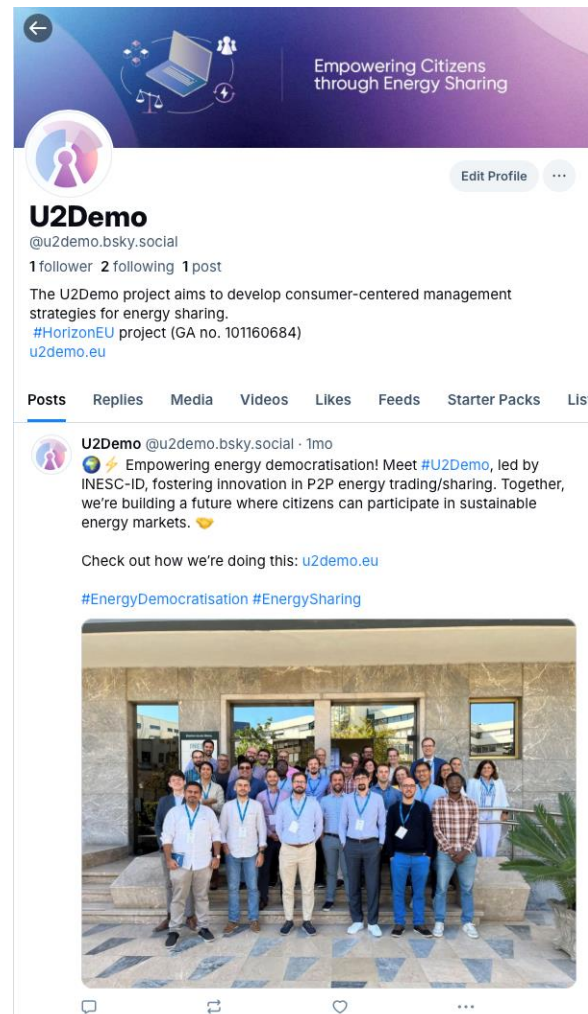 Empowering Citizens
through Energy Sharing
Edit Profile
U2Demo
@u2demo.bsky.social
1 follower 2 following 1 post
The U2Demo project aims to develop consumer-centered management
strategies for energy sharing.
#HorizonEU project (GA no. 101160684)
u2demo.eu
Posts Replies Media Videos Likes Feeds Starter Packs Lis
U2Demo @u2demo.bsky.social · 1mo
🌍⚡ Empowering energy democratisation! Meet #U2Demo, led by
INESC-ID, fostering innovation in P2P energy trading/sharing. Together,
we're building a future where citizens can participate in sustainable
energy markets. 🤝
Check out how we're doing this: u2demo.eu
#EnergyDemocratisation #EnergySharing